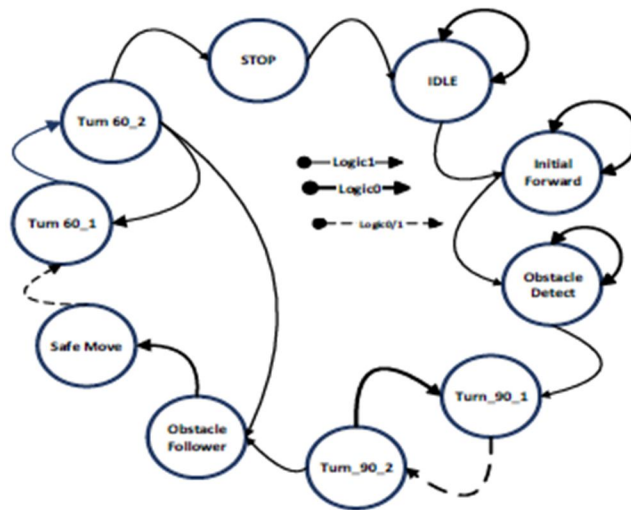 STOP
IDLE
Turn 60_2
Logic1
Initial
Forward
Logic0
Turn 60_1
Logic0/1
Obstacle
Detect
Safe Move
Turn_90_1
Obstacle
Follower
Turn_90_2